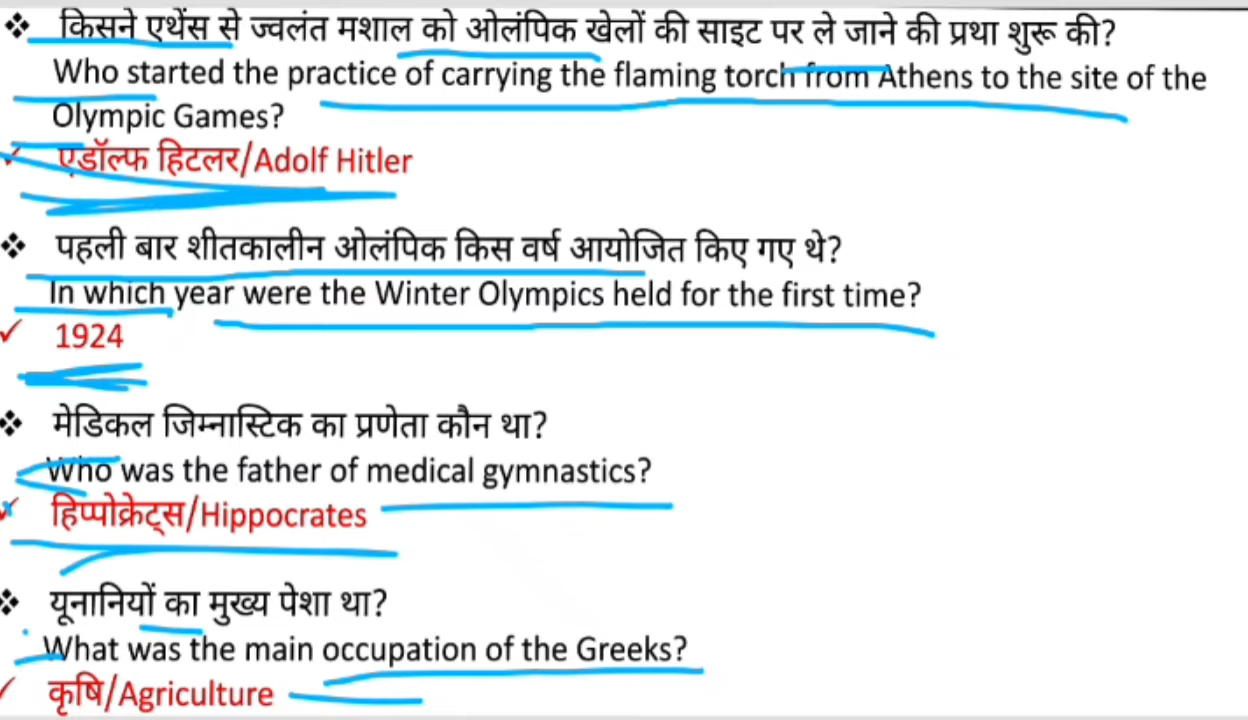 ❖ किसने एथेंस से ज्वलंत मशाल को ओलंपिक खेलों की साइट पर ले जाने की प्रथा शुरू की?
Who started the practice of carrying the flaming torch from Athens to the site of the
Olympic Games?
✓ एडॉल्फ हिटलर/Adolf Hitler
❖ पहली बार शीतकालीन ओलंपिक किस वर्ष आयोजित किए गए थे?
In which year were the Winter Olympics held for the first time?
✓ 1924
❖ मेडिकल जिम्नास्टिक का प्रणेता कौन था?
Who was the father of medical gymnastics?
✓ हिप्पोक्रेट्स/Hippocrates
❖ यूनानियों का मुख्य पेशा था?
What was the main occupation of the Greeks?
✓ कृषि/Agriculture